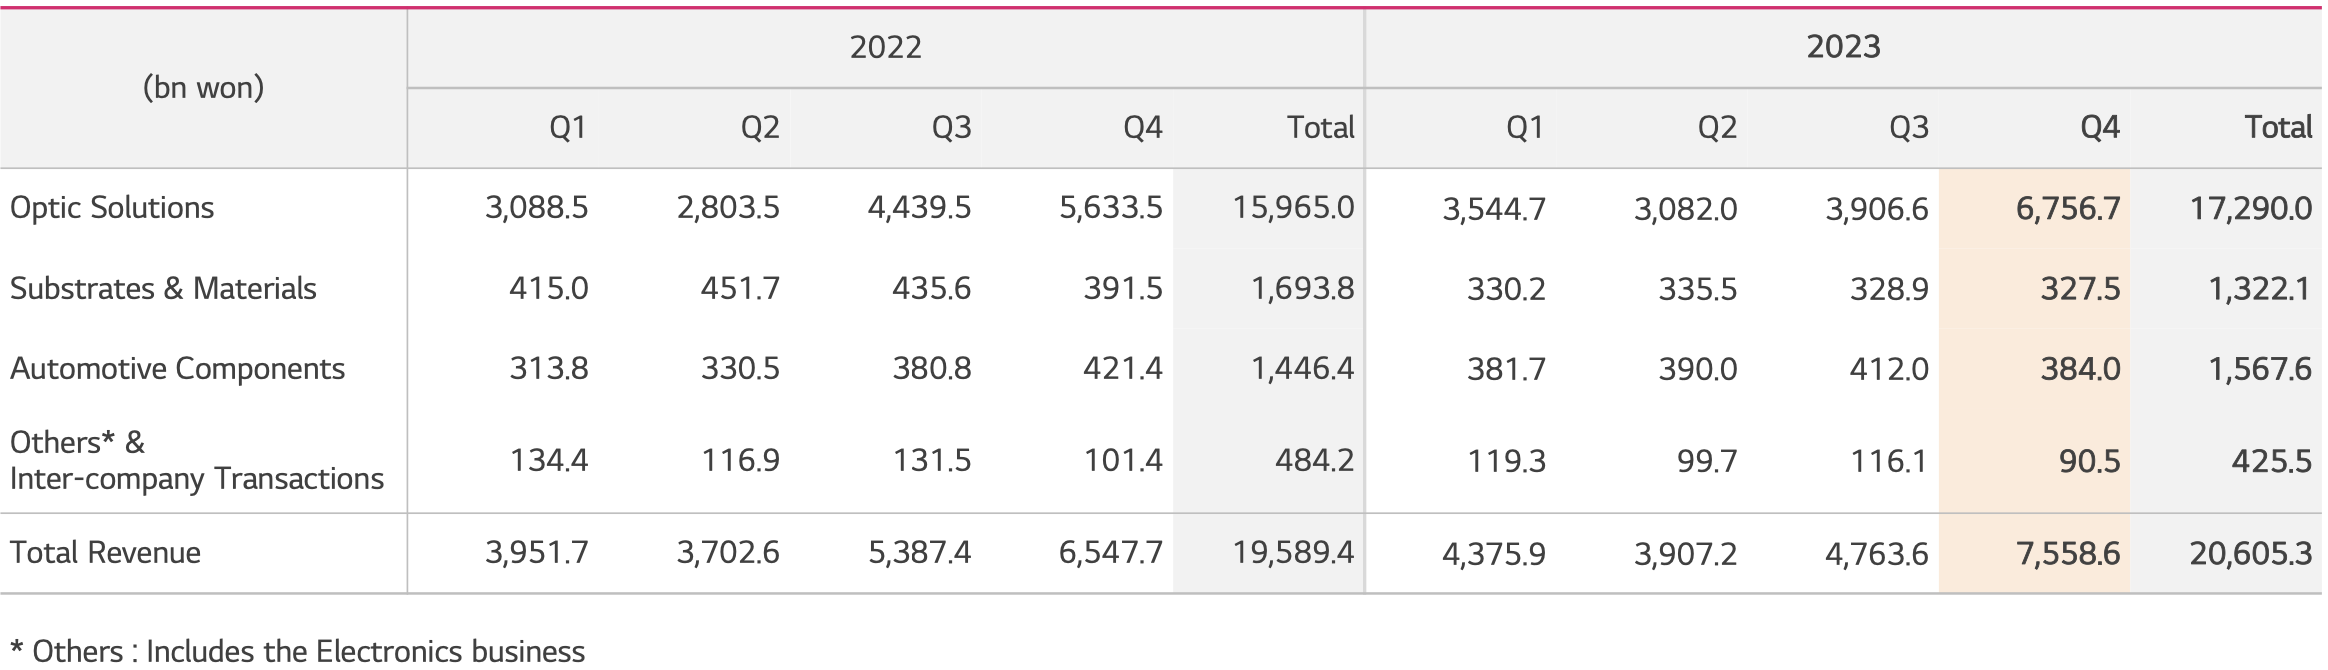 (bn won) 2022 2023
Q1 Q2 Q3 Q4 Total Q1 Q2 Q3 Q4 Total
Optic Solutions 3,088.5 2,803.5 4,439.5 5,633.5 15,965.0 3,544.7 3,082.0 3,906.6 6,756.7 17,290.0
Substrates & Materials 415.0 451.7 435.6 391.5 1,693.8 330.2 335.5 328.9 327.5 1,322.1
Automotive Components 313.8 330.5 380.8 421.4 1,446.4 381.7 390.0 412.0 384.0 1,567.6
Others* &
Inter-company Transactions 134.4 116.9 131.5 101.4 484.2 119.3 99.7 116.1 90.5 425.5
Total Revenue 3,951.7 3,702.6 5,387.4 6,547.7 19,589.4 4,375.9 3,907.2 4,763.6 7,558.6 20,605.3
* Others : Includes the Electronics business